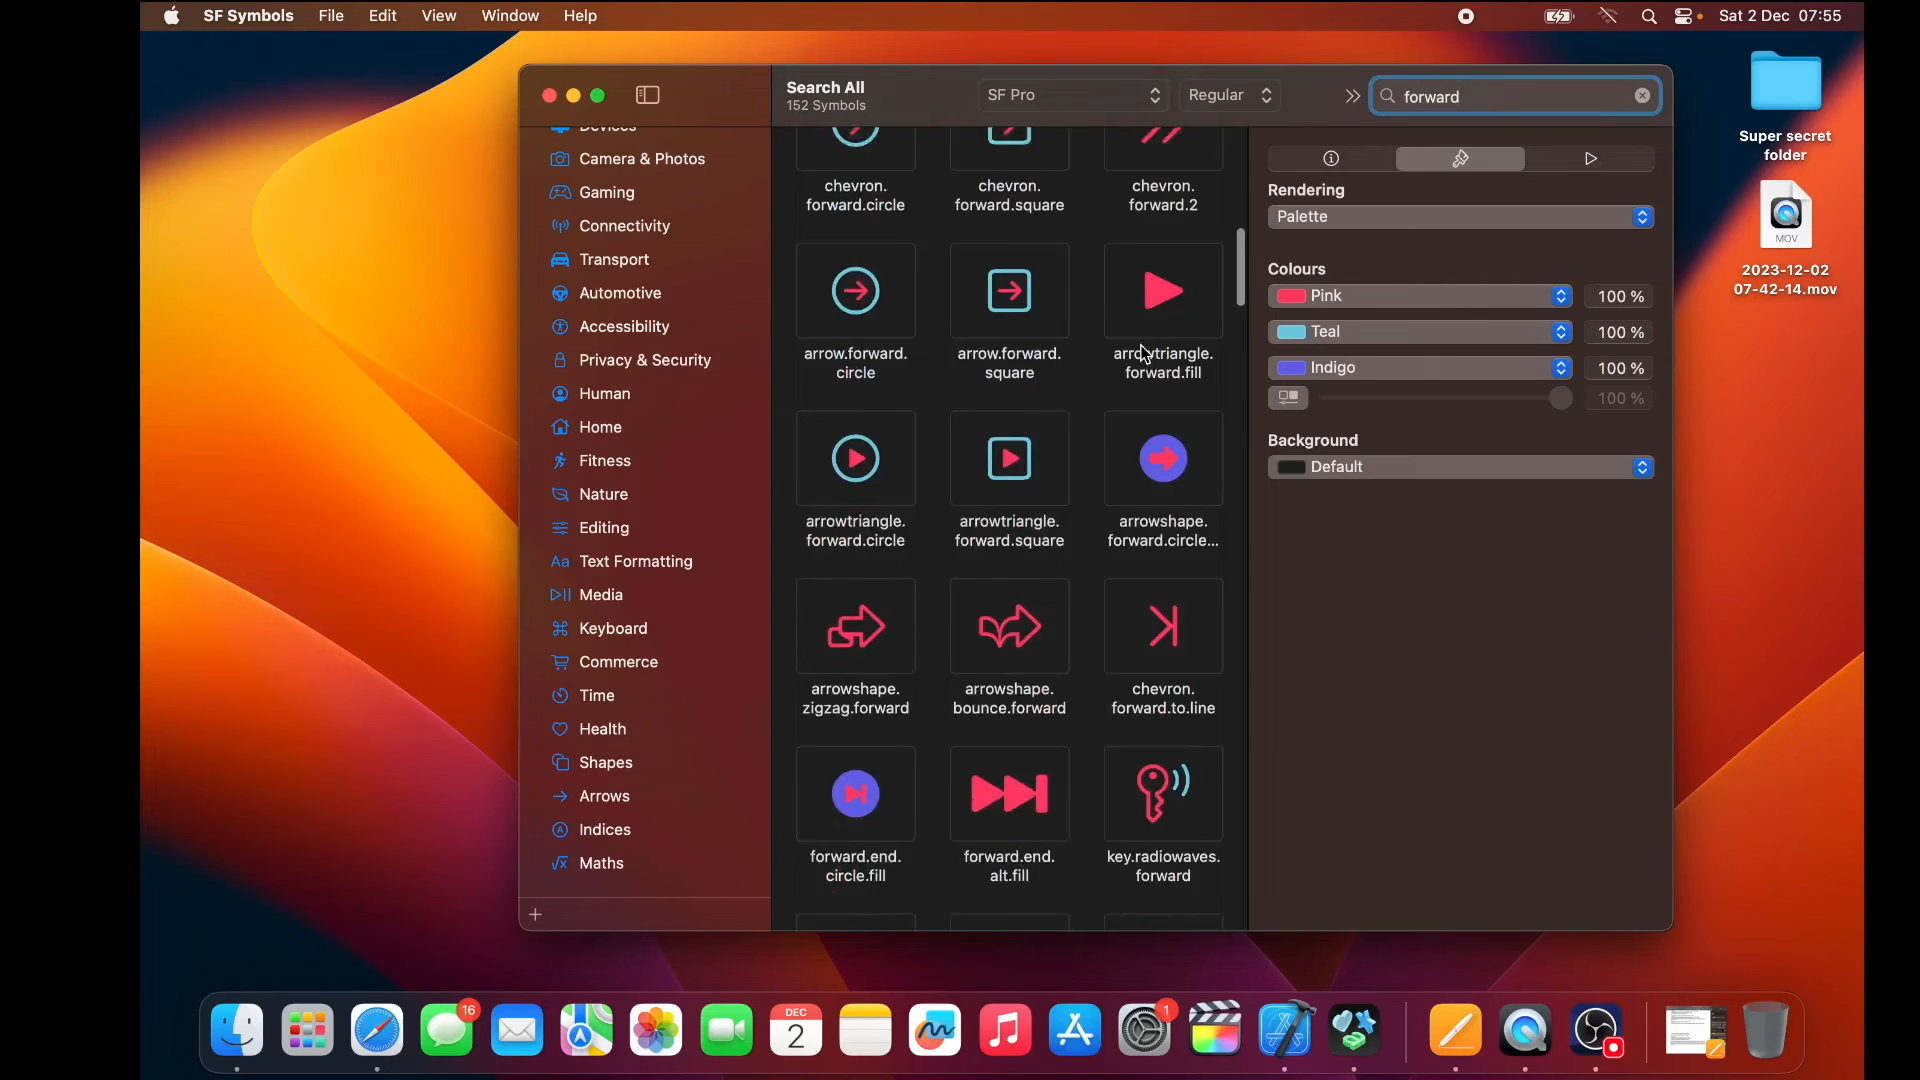 SF Symbols File Edit View Window Help
Sat 2 Dec 07:55
Search All
152 Symbols
SF Pro
Regular
forward
Devices
Camera & Photos
Gaming
Connectivity
Transport
Automotive
Accessibility
Privacy & Security
Human
Home
Fitness
Nature
Editing
Aa Text Formatting
Media
Keyboard
Commerce
Time
Health
Shapes
Arrows
Indices
Maths
chevron.
forward.circle
chevron.
forward.square
chevron.
forward.2
arrow.forward.
circle
arrow.forward.
square
arrowtriangle.
forward.fill
arrowtriangle.
forward.circle
arrowtriangle.
forward.square
arrowshape.
forward.circle...
arrowshape.
zigzag.forward
arrowshape.
bounce.forward
chevron.
forward.to.line
forward.end.
circle.fill
forward.end.
alt.fill
key.radiowaves.
forward
Rendering
Palette
Colours
Pink 100 %
Teal 100 %
Indigo 100 %
100 %
Background
Default
Super secret
folder
MOV
2023-12-02
07-42-14.mov
16
DEC
2
1